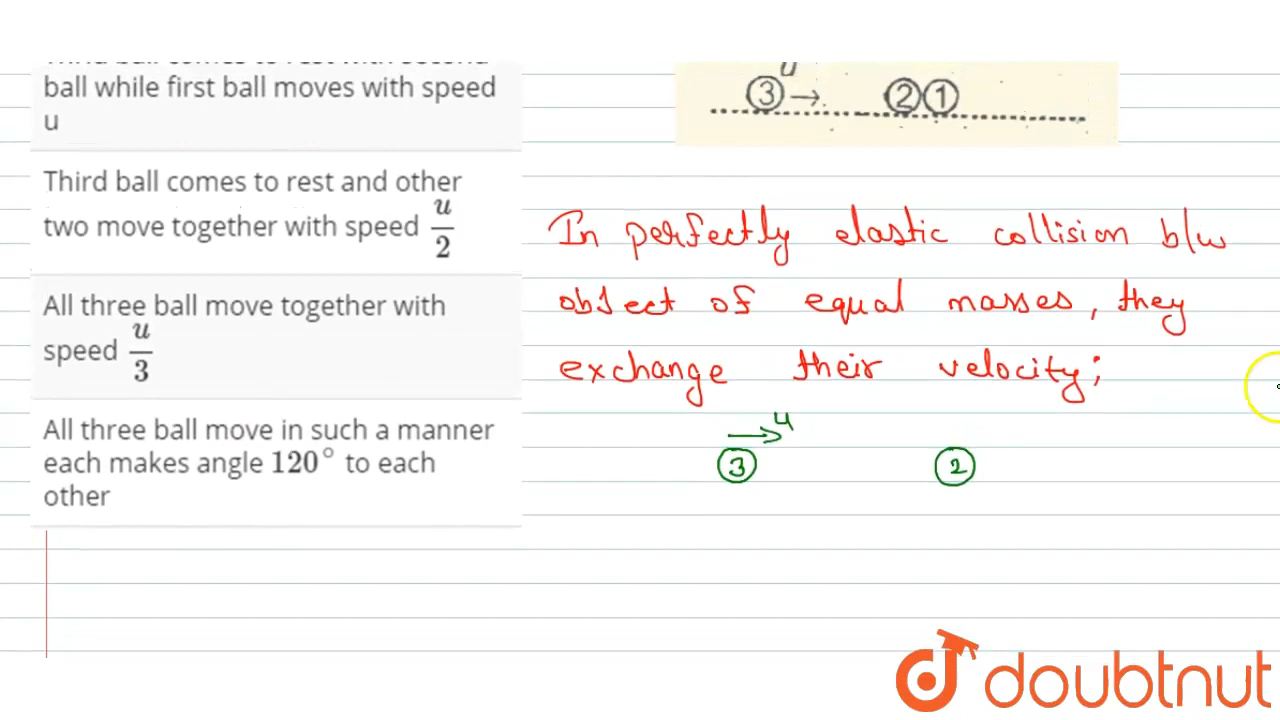 ball while first ball moves with speed
u
Third ball comes to rest and other
two move together with speed u/2
All three ball move together with
speed u/3
All three ball move in such a manner
each makes angle 120° to each
other
u
③→ ②①
In perfectly elastic collision b/w
object of equal masses, they
exchange their velocity;
→u
③ ②
doubtnut